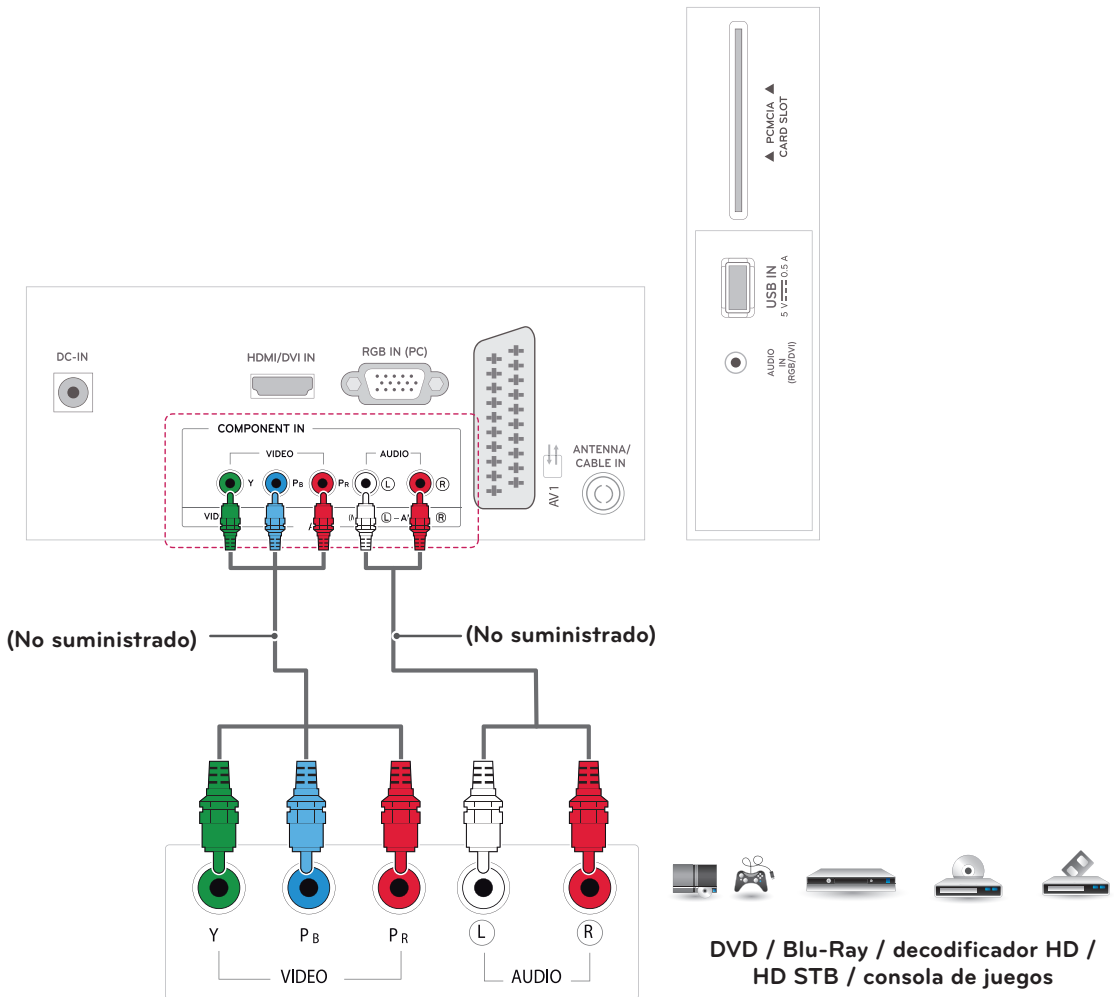 ▲ PCMCIA ▲
CARD SLOT
USB IN
5 V 0.5 A
AUDIO
IN
(RGB/DVI)
DC-IN
HDMI/DVI IN
RGB IN (PC)
COMPONENT IN
VIDEO
AUDIO
Y
PB
PR
L
R
VID
L
R
AV1
ANTENNA/
CABLE IN
(No suministrado)
(No suministrado)
Y
PB
PR
L
R
VIDEO
AUDIO
DVD / Blu-Ray / decodificador HD /
HD STB / consola de juegos